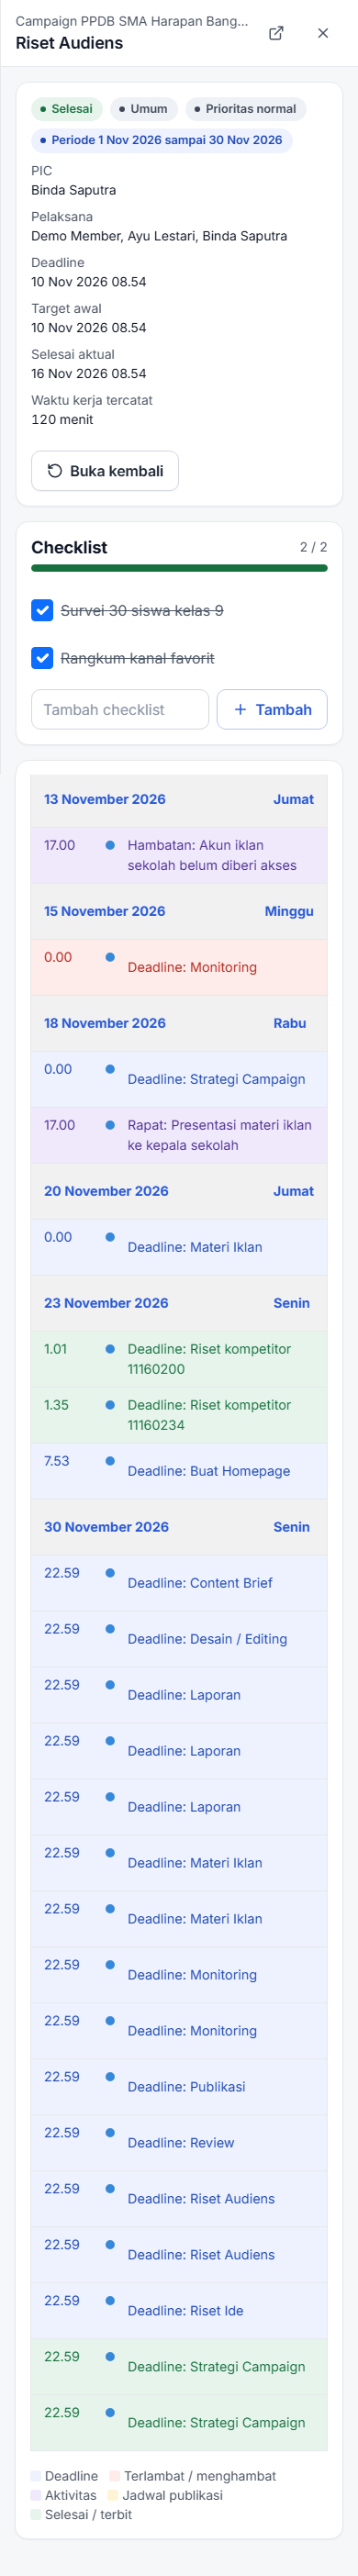 Campaign PPDB SMA Harapan Bang...
Riset Audiens
Selesai
Umum
Prioritas normal
Periode 1 Nov 2026 sampai 30 Nov 2026
PIC
Binda Saputra
Pelaksana
Demo Member, Ayu Lestari, Binda Saputra
Deadline
10 Nov 2026 08.54
Target awal
10 Nov 2026 08.54
Selesai aktual
16 Nov 2026 08.54
Waktu kerja tercatat
120 menit
Buka kembali
Checklist 2 / 2
Survei 30 siswa kelas 9
Rangkum kanal favorit
Tambah checklist
+ Tambah
13 November 2026 Jumat
17.00 Hambatan: Akun iklan
sekolah belum diberi akses
15 November 2026 Minggu
0.00 Deadline: Monitoring
18 November 2026 Rabu
0.00 Deadline: Strategi Campaign
17.00 Rapat: Presentasi materi iklan
ke kepala sekolah
20 November 2026 Jumat
0.00 Deadline: Materi Iklan
23 November 2026 Senin
1.01 Deadline: Riset kompetitor
11160200
1.35 Deadline: Riset kompetitor
11160234
7.53 Deadline: Buat Homepage
30 November 2026 Senin
22.59 Deadline: Content Brief
22.59 Deadline: Desain / Editing
22.59 Deadline: Laporan
22.59 Deadline: Laporan
22.59 Deadline: Laporan
22.59 Deadline: Materi Iklan
22.59 Deadline: Materi Iklan
22.59 Deadline: Monitoring
22.59 Deadline: Monitoring
22.59 Deadline: Publikasi
22.59 Deadline: Review
22.59 Deadline: Riset Audiens
22.59 Deadline: Riset Audiens
22.59 Deadline: Riset Ide
22.59 Deadline: Strategi Campaign
22.59 Deadline: Strategi Campaign
Deadline Terlambat / menghambat
Aktivitas Jadwal publikasi
Selesai / terbit